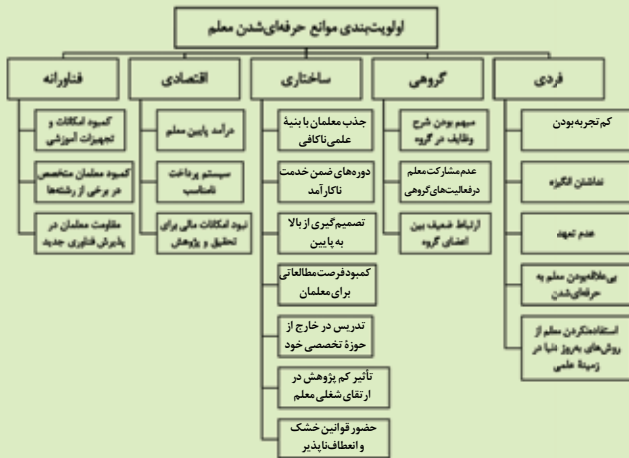 اولویت‌بندی موانع حرفه‌ای‌شدن معلم
فردی
کم تجربه‌بودن
نداشتن انگیزه
عدم تعهد
بی‌علاقه‌بودن معلم به
حرفه‌ای‌شدن
استفاده‌نکردن معلم از
روش‌های به‌روز دنیا در
زمینهٔ علمی
گروهی
مبهم بودن شرح
وظایف در گروه
عدم مشارکت معلم
در فعالیت‌های گروهی
ارتباط ضعیف بین
اعضای گروه
ساختاری
جذب معلمان با بنیهٔ
علمی ناکافی
دوره‌های ضمن خدمت
ناکارآمد
تصمیم‌گیری از بالا
به پایین
کمبود فرصت مطالعاتی
برای معلمان
تدریس در خارج از
حوزهٔ تخصصی خود
تأثیر کم پژوهش در
ارتقای شغلی معلم
حضور قوانین خشک
و انعطاف‌ناپذیر
اقتصادی
درآمد پایین معلم
سیستم پرداخت
نامناسب
نبود امکانات مالی برای
تحقیق و پژوهش
فناورانه
کمبود امکانات و
تجهیزات آموزشی
کمبود معلمان متخصص
در برخی از رشته‌ها
مقاومت معلمان در
پذیرش فناوری جدید